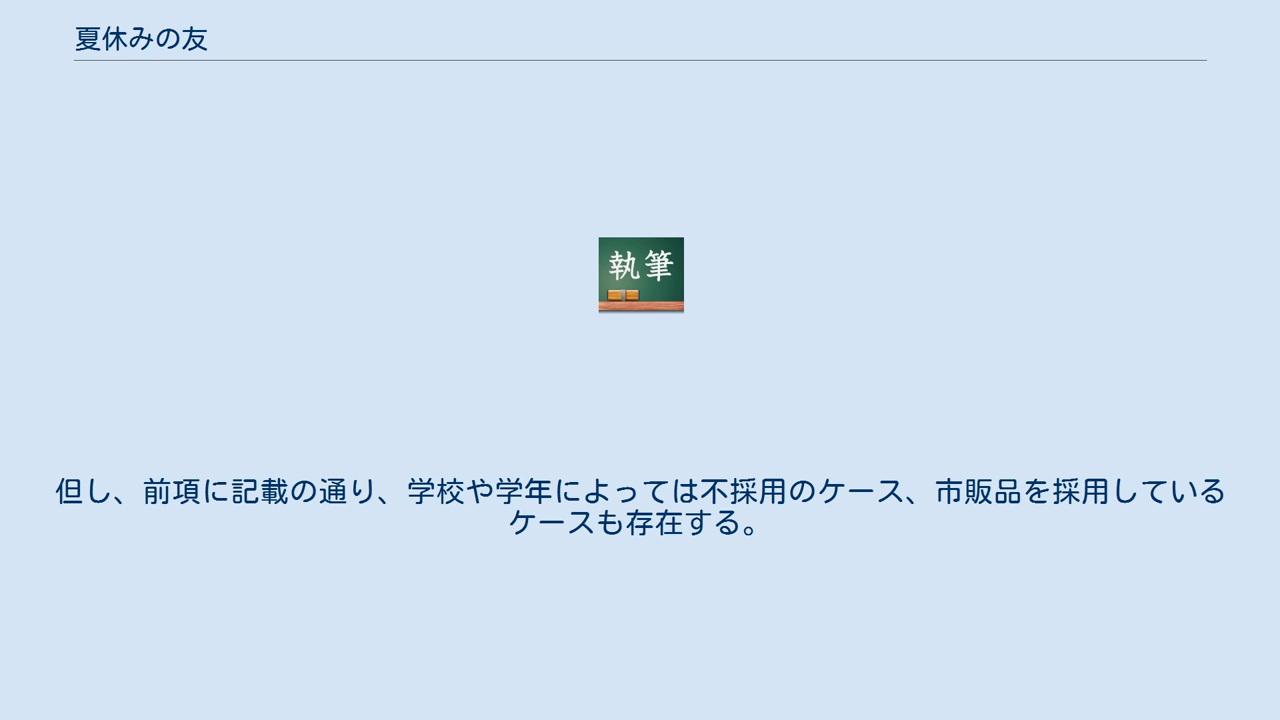 夏休みの友
執筆
但し、前項に記載の通り、学校や学年によっては不採用のケース、市販品を採用している
ケースも存在する。